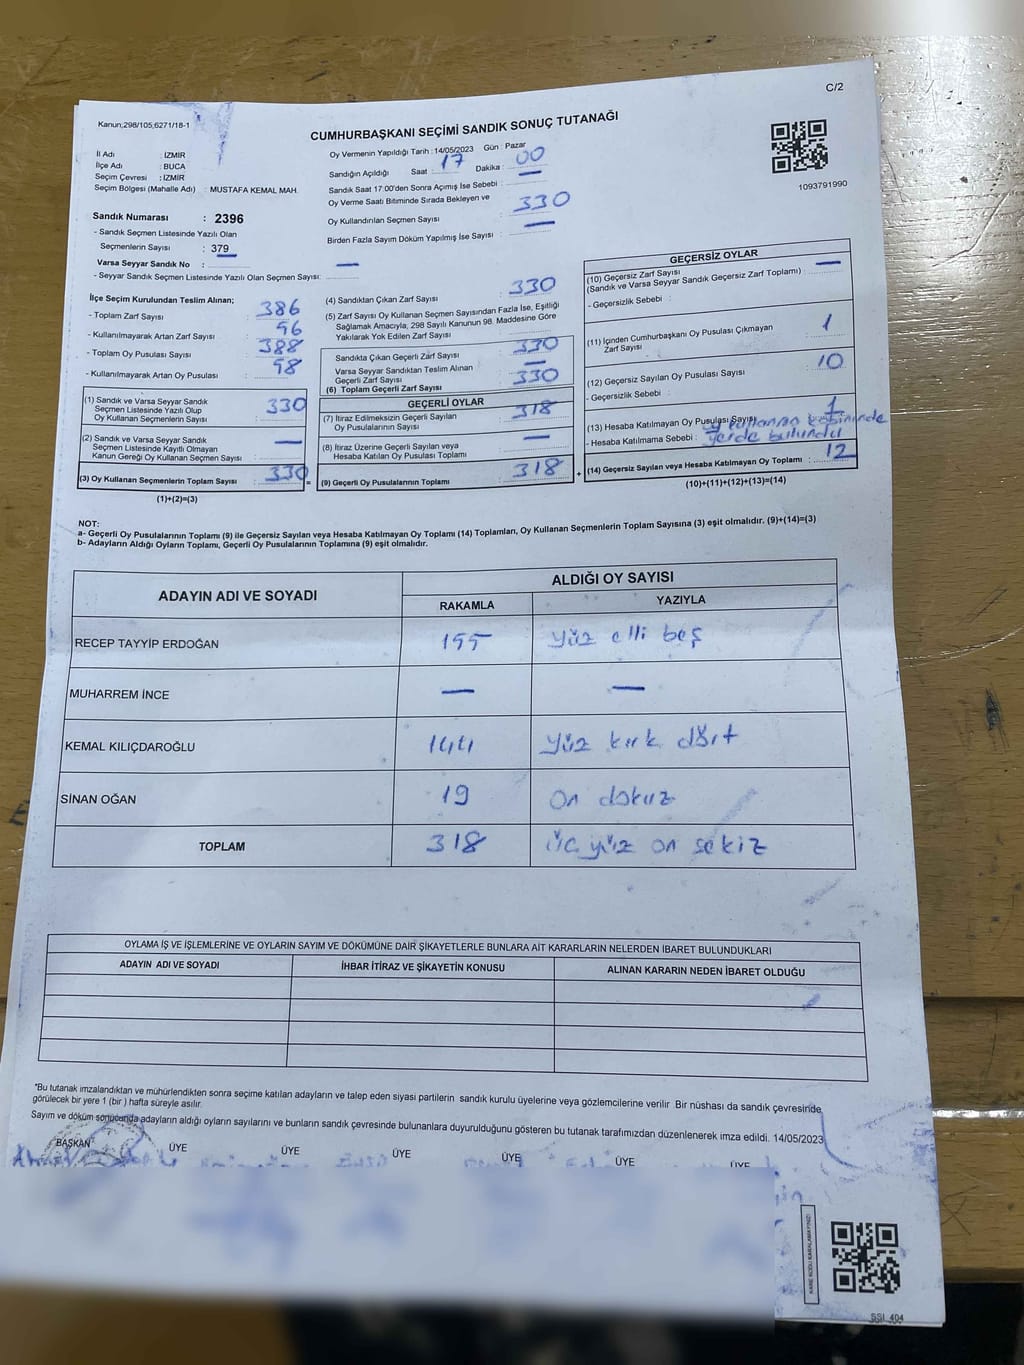 C/2
Kanun;298/105,6271/18-1
CUMHURBAŞKANI SEÇİMİ SANDIK SONUÇ TUTANAĞI
İl Adı : İZMİR
İlçe Adı : BUCA
Seçim Çevresi : İZMİR
Seçim Bölgesi (Mahalle Adı) : MUSTAFA KEMAL MAH.
Sandık Numarası : 2396
- Sandık Seçmen Listesinde Yazılı Olan
Seçmenlerin Sayısı : 379
Varsa Seyyar Sandık No : —
- Seyyar Sandık Seçmen Listesinde Yazılı Olan Seçmen Sayısı:
Oy Vermenin Yapıldığı Tarih : 14/05/2023 Gün : Pazar
Sandığın Açıldığı Saat : 17 Dakika : 00
Sandık Saat 17:00'den Sonra Açımış İse Sebebi : —
Oy Verme Saati Bitiminde Sırada Bekleyen ve
Oy Kullandırılan Seçmen Sayısı 330
Birden Fazla Sayım Döküm Yapılmış İse Sayısı : —
1093791990
İlçe Seçim Kurulundan Teslim Alınan;
- Toplam Zarf Sayısı : 386
- Kullanılmayarak Artan Zarf Sayısı : 56
- Toplam Oy Pusulası Sayısı : 388
- Kullanılmayarak Artan Oy Pusulası : 58
(1) Sandık ve Varsa Seyyar Sandık
Seçmen Listesinde Yazılı Olup
Oy Kullanan Seçmenlerin Sayısı : 330
(2) Sandık ve Varsa Seyyar Sandık
Seçmen Listesinde Kayıtlı Olmayan
Kanun Gereği Oy Kullanan Seçmen Sayısı : —
(3) Oy Kullanan Seçmenlerin Toplam Sayısı : 330
(1)+(2)=(3)
(4) Sandıktan Çıkan Zarf Sayısı : 330
(5) Zarf Sayısı Oy Kullanan Seçmen Sayısından Fazla İse, Eşitliği
Sağlamak Amacıyla, 298 Sayılı Kanunun 98. Maddesine Göre
Yakılarak Yok Edilen Zarf Sayısı :
Sandıkta Çıkan Geçerli Zarf Sayısı : 330
Varsa Seyyar Sandıktan Teslim Alınan
Geçerli Zarf Sayısı : —
(6) Toplam Geçerli Zarf Sayısı : 330
GEÇERLİ OYLAR
(7) İtiraz Edilmeksizin Geçerli Sayılan
Oy Pusulalarının Sayısı : 318
(8) İtiraz Üzerine Geçerli Sayılan veya
Hesaba Katılan Oy Pusulası Toplamı : —
= (9) Geçerli Oy Pusulalarının Toplamı : 318 +
GEÇERSİZ OYLAR
(10) Geçersiz Zarf Sayısı
(Sandık ve Varsa Seyyar Sandık Geçersiz Zarf Toplamı) : —
- Geçersizlik Sebebi :
(11) İçinden Cumhurbaşkanı Oy Pusulası Çıkmayan
Zarf Sayısı : 1
(12) Geçersiz Sayılan Oy Pusulası Sayısı : 10
- Geçersizlik Sebebi :
(13) Hesaba Katılmayan Oy Pusulası Sayısı : 1
- Hesaba Katılmama Sebebi : oy kullanan kabininde
yerde bulundu
(14) Geçersiz Sayılan veya Hesaba Katılmayan Oy Toplamı : 12
(10)+(11)+(12)+(13)=(14)
NOT:
a- Geçerli Oy Pusulalarının Toplamı (9) ile Geçersiz Sayılan veya Hesaba Katılmayan Oy Toplamı (14) Toplamları, Oy Kullanan Seçmenlerin Toplam Sayısına (3) eşit olmalıdır. (9)+(14)=(3)
b- Adayların Aldığı Oyların Toplamı, Geçerli Oy Pusulalarının Toplamına (9) eşit olmalıdır.
ADAYIN ADI VE SOYADI ALDIĞI OY SAYISI
RAKAMLA YAZIYLA
RECEP TAYYİP ERDOĞAN 155 yüz elli beş
MUHARREM İNCE — —
KEMAL KILIÇDAROĞLU 144 yüz kırk dört
SİNAN OĞAN 19 on dokuz
TOPLAM 318 üç yüz on sekiz
OYLAMA İŞ VE İŞLEMLERİNE VE OYLARIN SAYIM VE DÖKÜMÜNE DAİR ŞİKAYETLERLE BUNLARA AİT KARARLARIN NELERDEN İBARET BULUNDUKLARI
ADAYIN ADI VE SOYADI İHBAR İTİRAZ VE ŞİKAYETİN KONUSU ALINAN KARARIN NEDEN İBARET OLDUĞU
*Bu tutanak imzalandıktan ve mühürlendikten sonra seçime katılan adayların ve talep eden siyasi partilerin sandık kurulu üyelerine veya gözlemcilerine verilir. Bir nüshası da sandık çevresinde
görülecek bir yere 1 (bir ) hafta süreyle asılır.
Sayım ve döküm sonucunda adayların aldığı oyların sayılarını ve bunların sandık çevresinde bulunanlara duyurulduğunu gösteren bu tutanak tarafımızdan düzenlenerek imza edildi. 14/05/2023
BAŞKAN ÜYE ÜYE ÜYE ÜYE ÜYE ÜYE
KARE KODU KARALAMAYINIZ!
SSI_404